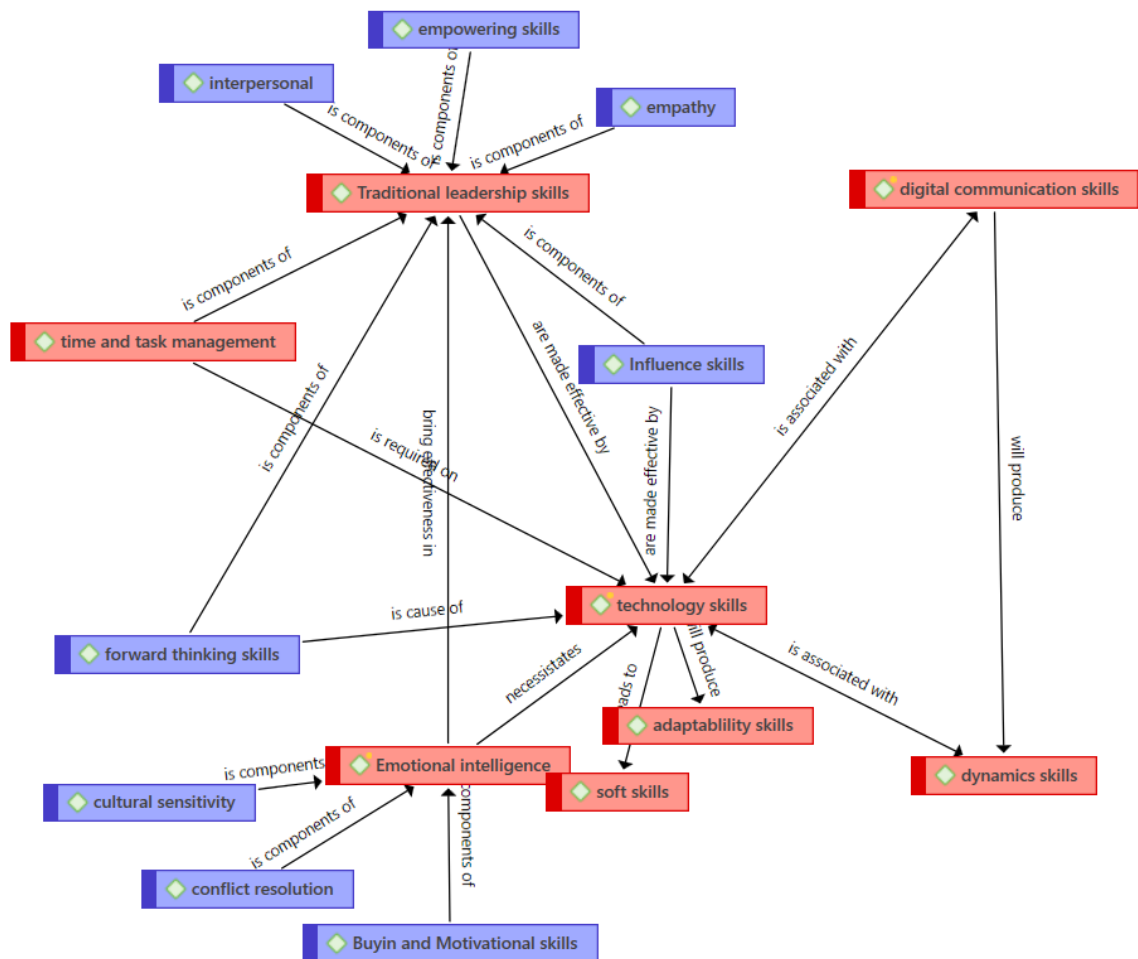 empowering skills
interpersonal
empathy
is components of
is components of
is components of
Traditional leadership skills
digital communication skills
is components of
is components of
time and task management
Influence skills
are made effective by
is associated with
is components of
bring effectiveness in
is required on
are made effective by
will produce
technology skills
is cause of
forward thinking skills
necessistates
will produce
is associated with
adaptablility skills
Emotional intelligence
is components
dynamics skills
soft skills
cultural sensitivity
is components of
components of
conflict resolution
Buyin and Motivational skills